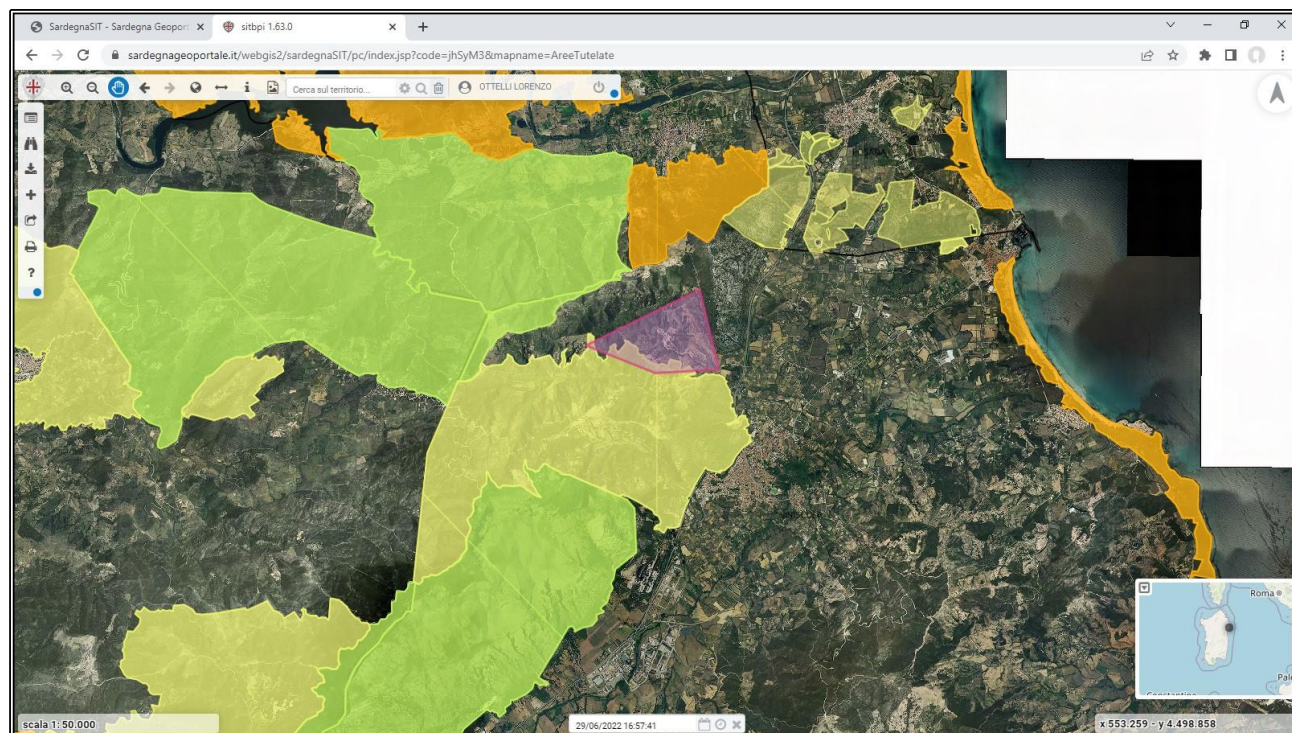 SardegnaSIT - Sardegna Geoport
sitbpi 1.63.0
sardegnageoportale.it/webgis2/sardegnaSIT/pc/index.jsp?code=jhSyM3&mapname=AreeTutelate
Cerca sul territorio...
OTTELLI LORENZO
Roma
Pale
scala 1:50.000
29/06/2022 16:57:41
x 553.259 - y 4.498.858